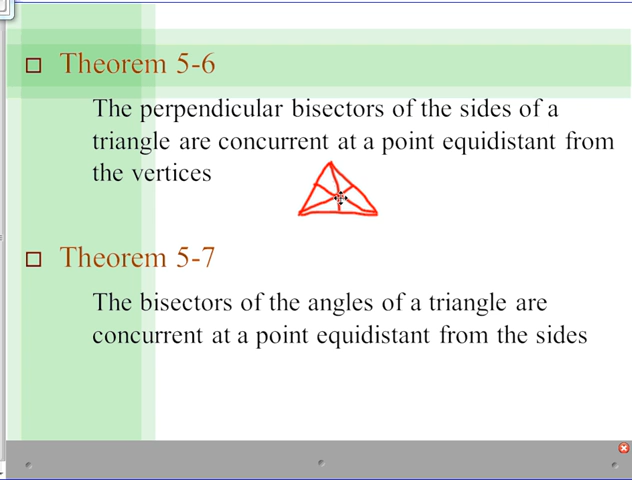 Theorem 5-6
The perpendicular bisectors of the sides of a
triangle are concurrent at a point equidistant from
the vertices
Theorem 5-7
The bisectors of the angles of a triangle are
concurrent at a point equidistant from the sides